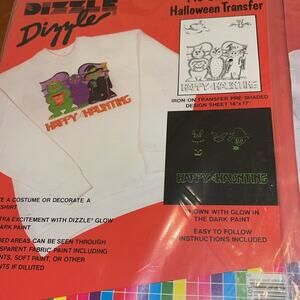 DIZZLE
Dizzle
Halloween Transfer
HAPPY HAUNTING
HAPPY HAUNTING
IRON-ON TRANSFER PRE-SHADED
DESIGN SHEET 14"x 17"
HAPPY HAUNTING
OWN WITH GLOW IN
THE DARK PAINT
EASY TO FOLLOW
INSTRUCTIONS INCLUDED
E A COSTUME OR DECORATE A
SHIRT
TRA EXCITEMENT WITH DIZZLE® GLOW
DARK PAINT
ED AREAS CAN BE SEEN THROUGH
SPARENT FABRIC PAINT INCLUDING
NTS, SOFT PAINT, OR OTHER
NTS IF DILUTED